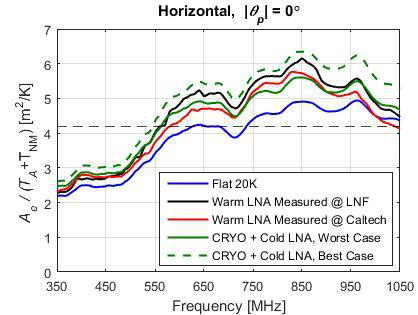 Horizontal, |θp| = 0°
7
6
5
4
3
2
1
0
Ae / (TA+TNM) [m²/K]
Flat 20K
Warm LNA Measured @ LNF
Warm LNA Measured @ Caltech
CRYO + Cold LNA, Worst Case
CRYO + Cold LNA, Best Case
350 450 550 650 750 850 950 1050
Frequency [MHz]